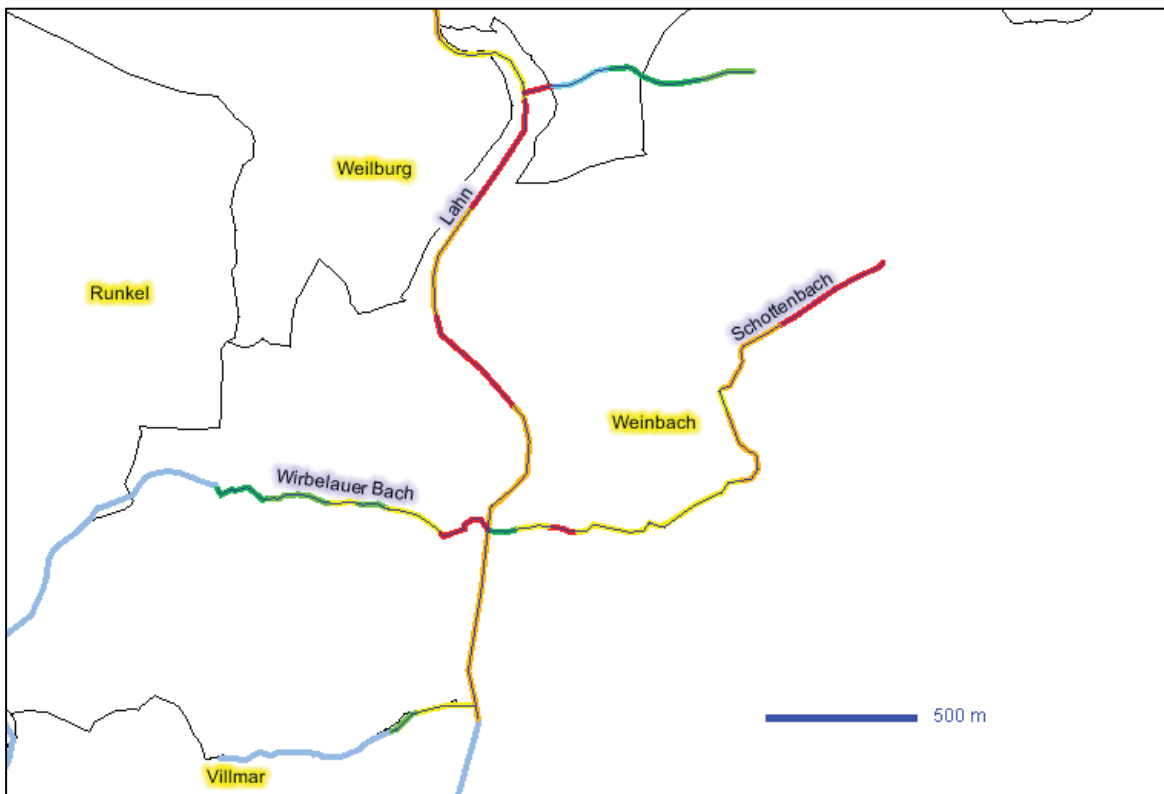 Weilburg
Lahn
Runkel
Schottenbach
Weinbach
Wirbelauer Bach
500 m
Villmar